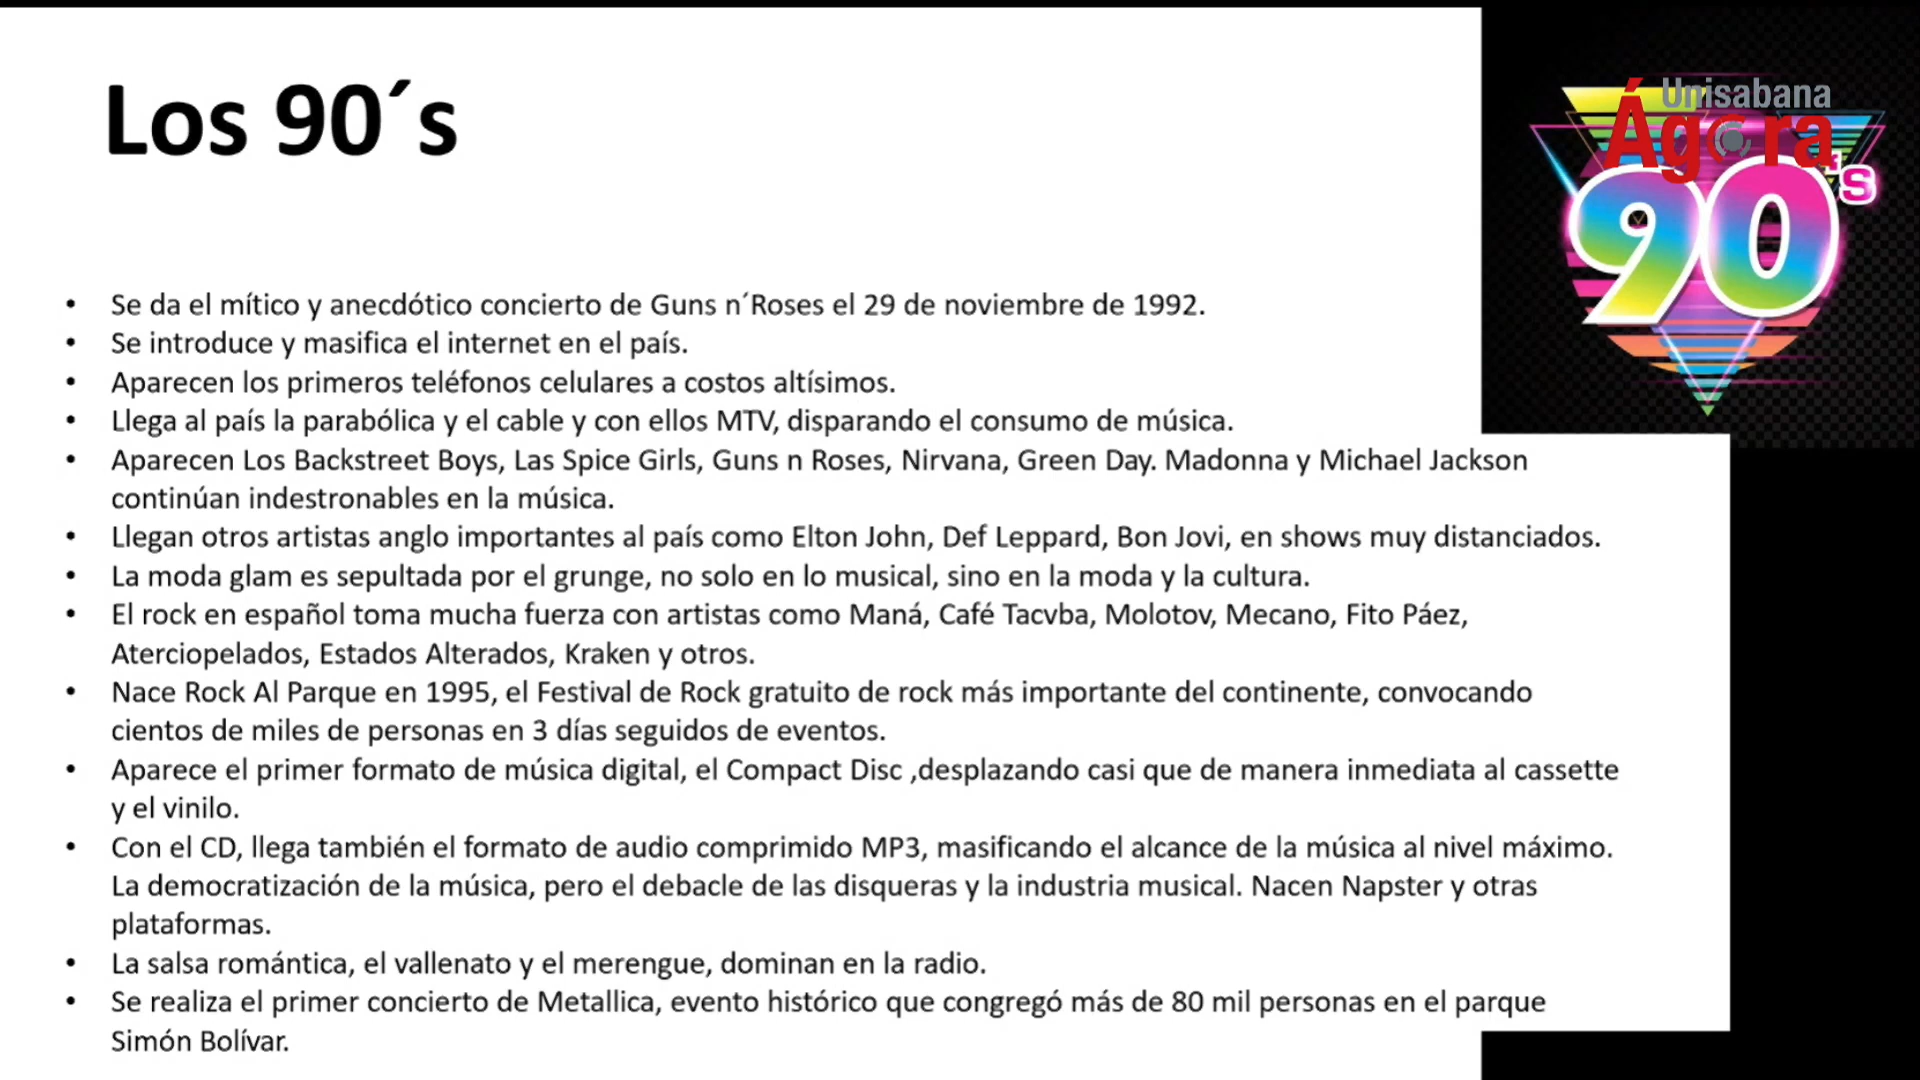 Los 90´s
Unisabana
Ágora
90's
• Se da el mítico y anecdótico concierto de Guns n´Roses el 29 de noviembre de 1992.
• Se introduce y masifica el internet en el país.
• Aparecen los primeros teléfonos celulares a costos altísimos.
• Llega al país la parabólica y el cable y con ellos MTV, disparando el consumo de música.
• Aparecen Los Backstreet Boys, Las Spice Girls, Guns n Roses, Nirvana, Green Day. Madonna y Michael Jackson
continúan indestronables en la música.
• Llegan otros artistas anglo importantes al país como Elton John, Def Leppard, Bon Jovi, en shows muy distanciados.
• La moda glam es sepultada por el grunge, no solo en lo musical, sino en la moda y la cultura.
• El rock en español toma mucha fuerza con artistas como Maná, Café Tacvba, Molotov, Mecano, Fito Páez,
Aterciopelados, Estados Alterados, Kraken y otros.
• Nace Rock Al Parque en 1995, el Festival de Rock gratuito de rock más importante del continente, convocando
cientos de miles de personas en 3 días seguidos de eventos.
• Aparece el primer formato de música digital, el Compact Disc ,desplazando casi que de manera inmediata al cassette
y el vinilo.
• Con el CD, llega también el formato de audio comprimido MP3, masificando el alcance de la música al nivel máximo.
La democratización de la música, pero el debacle de las disqueras y la industria musical. Nacen Napster y otras
plataformas.
• La salsa romántica, el vallenato y el merengue, dominan en la radio.
• Se realiza el primer concierto de Metallica, evento histórico que congregó más de 80 mil personas en el parque
Simón Bolívar.